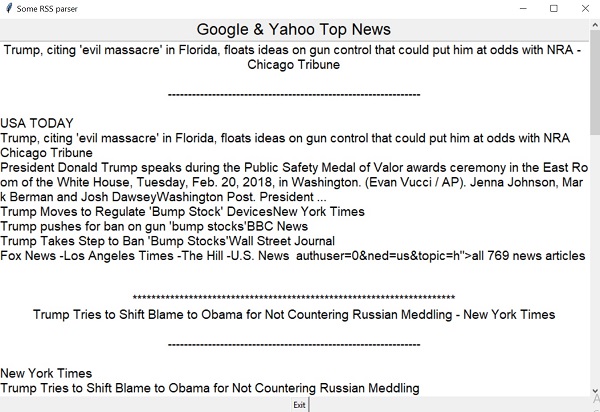 Some RSS parser
Google & Yahoo Top News
Trump, citing 'evil massacre' in Florida, floats ideas on gun control that could put him at odds with NRA -
Chicago Tribune
----------------------------------------------------------------
USA TODAY
Trump, citing 'evil massacre' in Florida, floats ideas on gun control that could put him at odds with NRA
Chicago Tribune
President Donald Trump speaks during the Public Safety Medal of Valor awards ceremony in the East Ro
om of the White House, Tuesday, Feb. 20, 2018, in Washington. (Evan Vucci / AP). Jenna Johnson, Mar
k Berman and Josh DawseyWashington Post. President ...
Trump Moves to Regulate 'Bump Stock' DevicesNew York Times
Trump pushes for ban on gun 'bump stocks'BBC News
Trump Takes Step to Ban 'Bump Stocks'Wall Street Journal
Fox News -Los Angeles Times -The Hill -U.S. News  authuser=0&ned=us&topic=h">all 769 news articles
**********************************************************************
Trump Tries to Shift Blame to Obama for Not Countering Russian Meddling - New York Times
----------------------------------------------------------------
New York Times
Trump Tries to Shift Blame to Obama for Not Countering Russian Meddling
Exit